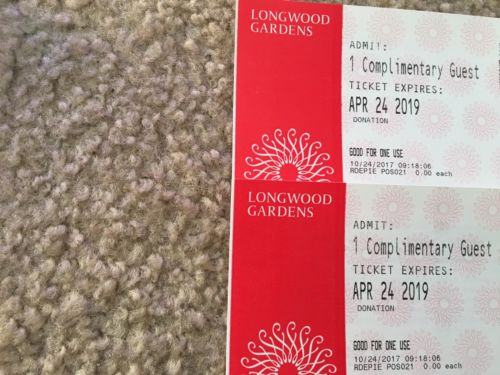 LONGWOOD
GARDENS
ADMIT:
1 Complimentary Guest
TICKET EXPIRES:
APR 24 2019
DONATION
GOOD FOR ONE USE
10/24/2017 09:18:06
RDEPIE POS021 0.00 each
LONGWOOD
GARDENS
ADMIT:
1 Complimentary Guest
TICKET EXPIRES:
APR 24 2019
DONATION
GOOD FOR ONE USE
10/24/2017 09:18:06
RDEPIE POS021 0.00 each